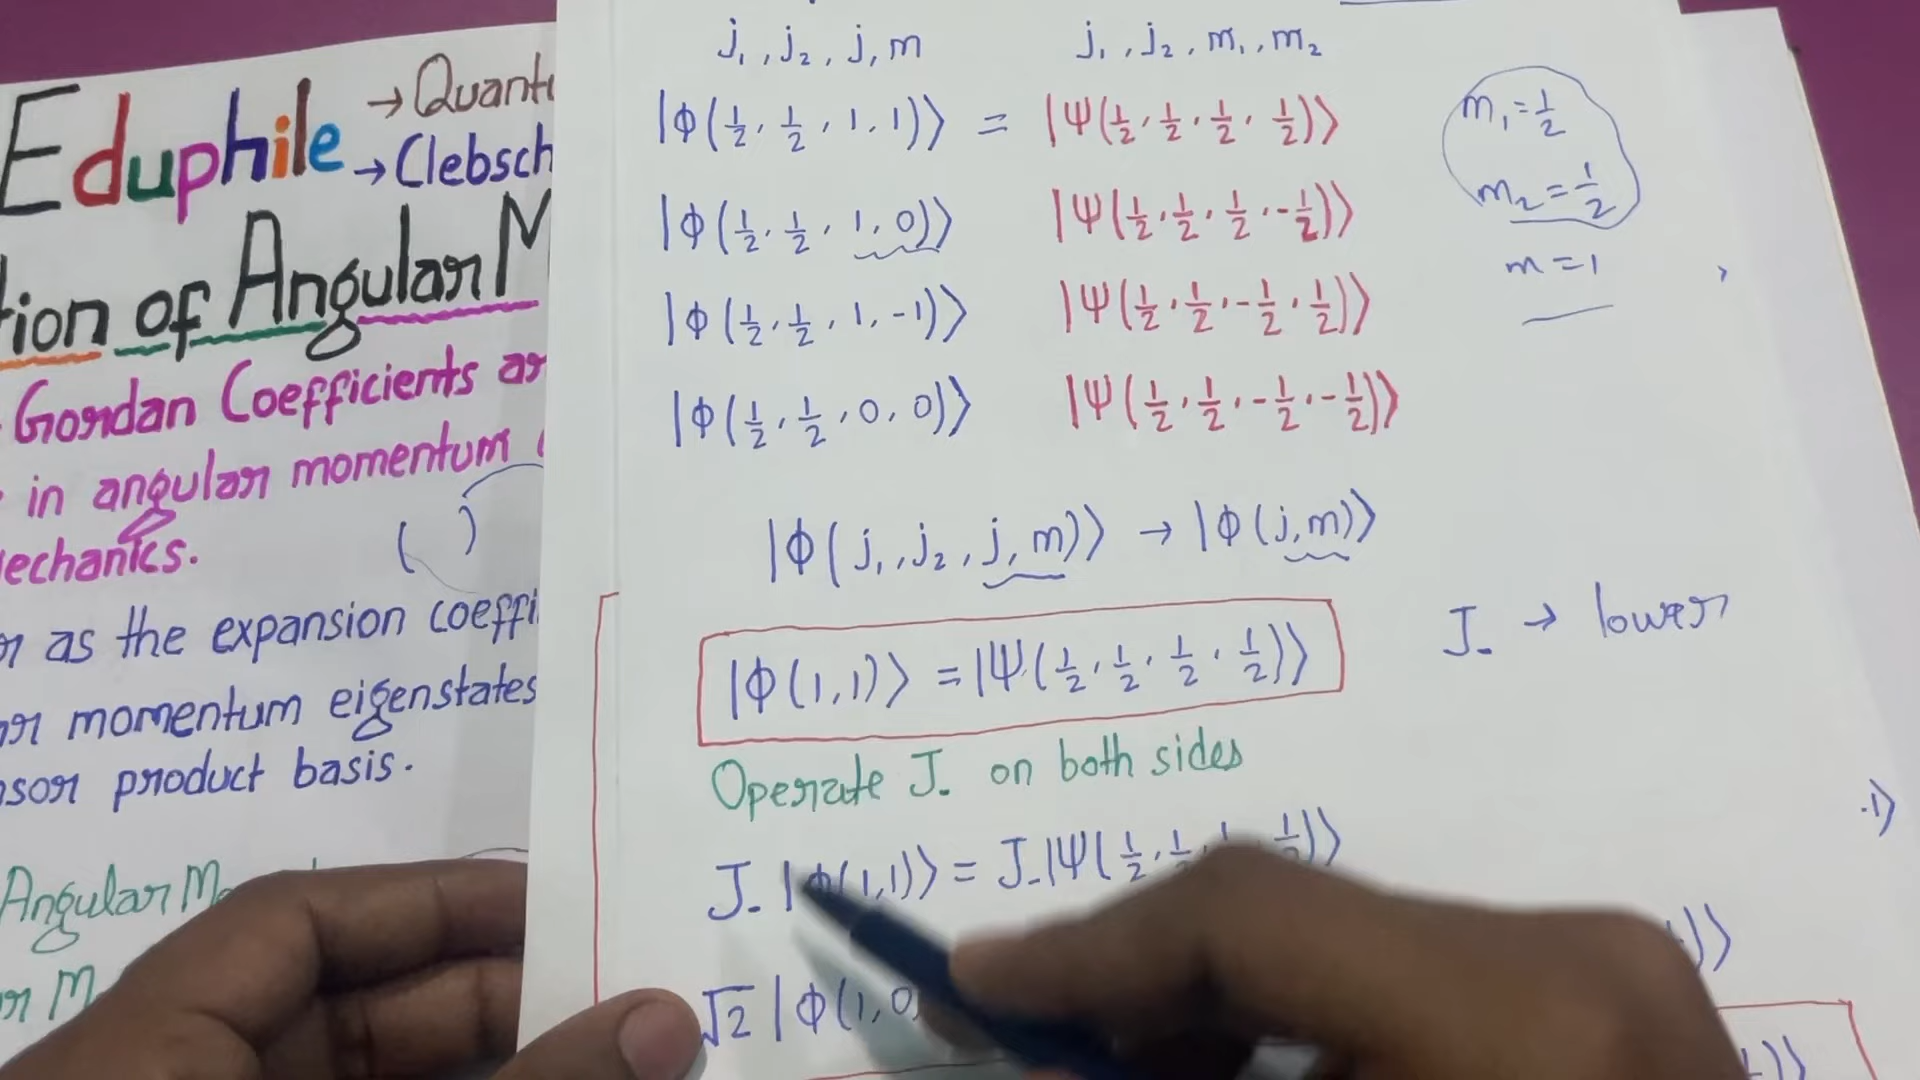 Eduphile → Quant
→ Clebsch
tion of Angular M
Gordan Coefficients ar
in angular momentum
echanics.
as the expansion coeffi
momentum eigenstates
nsor product basis.
Angular M
r M
j₁, j₂, j, m j₁, j₂, m₁, m₂
|Φ(½, ½, 1, 1)⟩ = |Ψ(½, ½, ½, ½)⟩
|Φ(½, ½, 1, 0)⟩ |Ψ(½, ½, ½, -½)⟩
|Φ(½, ½, 1, -1)⟩ |Ψ(½, ½, -½, ½)⟩
|Φ(½, ½, 0, 0)⟩ |Ψ(½, ½, -½, -½)⟩
m₁ = ½
m₂ = ½
m = 1
( )
|Φ(j₁, j₂, j, m)⟩ → |Φ(j, m)⟩
|Φ(1, 1)⟩ = |Ψ(½, ½, ½, ½)⟩
J₋ → lower
Operate J₋ on both sides
J₋ |Φ(1,1)⟩ = J₋|Ψ(½, ½, ½)⟩
√2 |Φ(1, 0